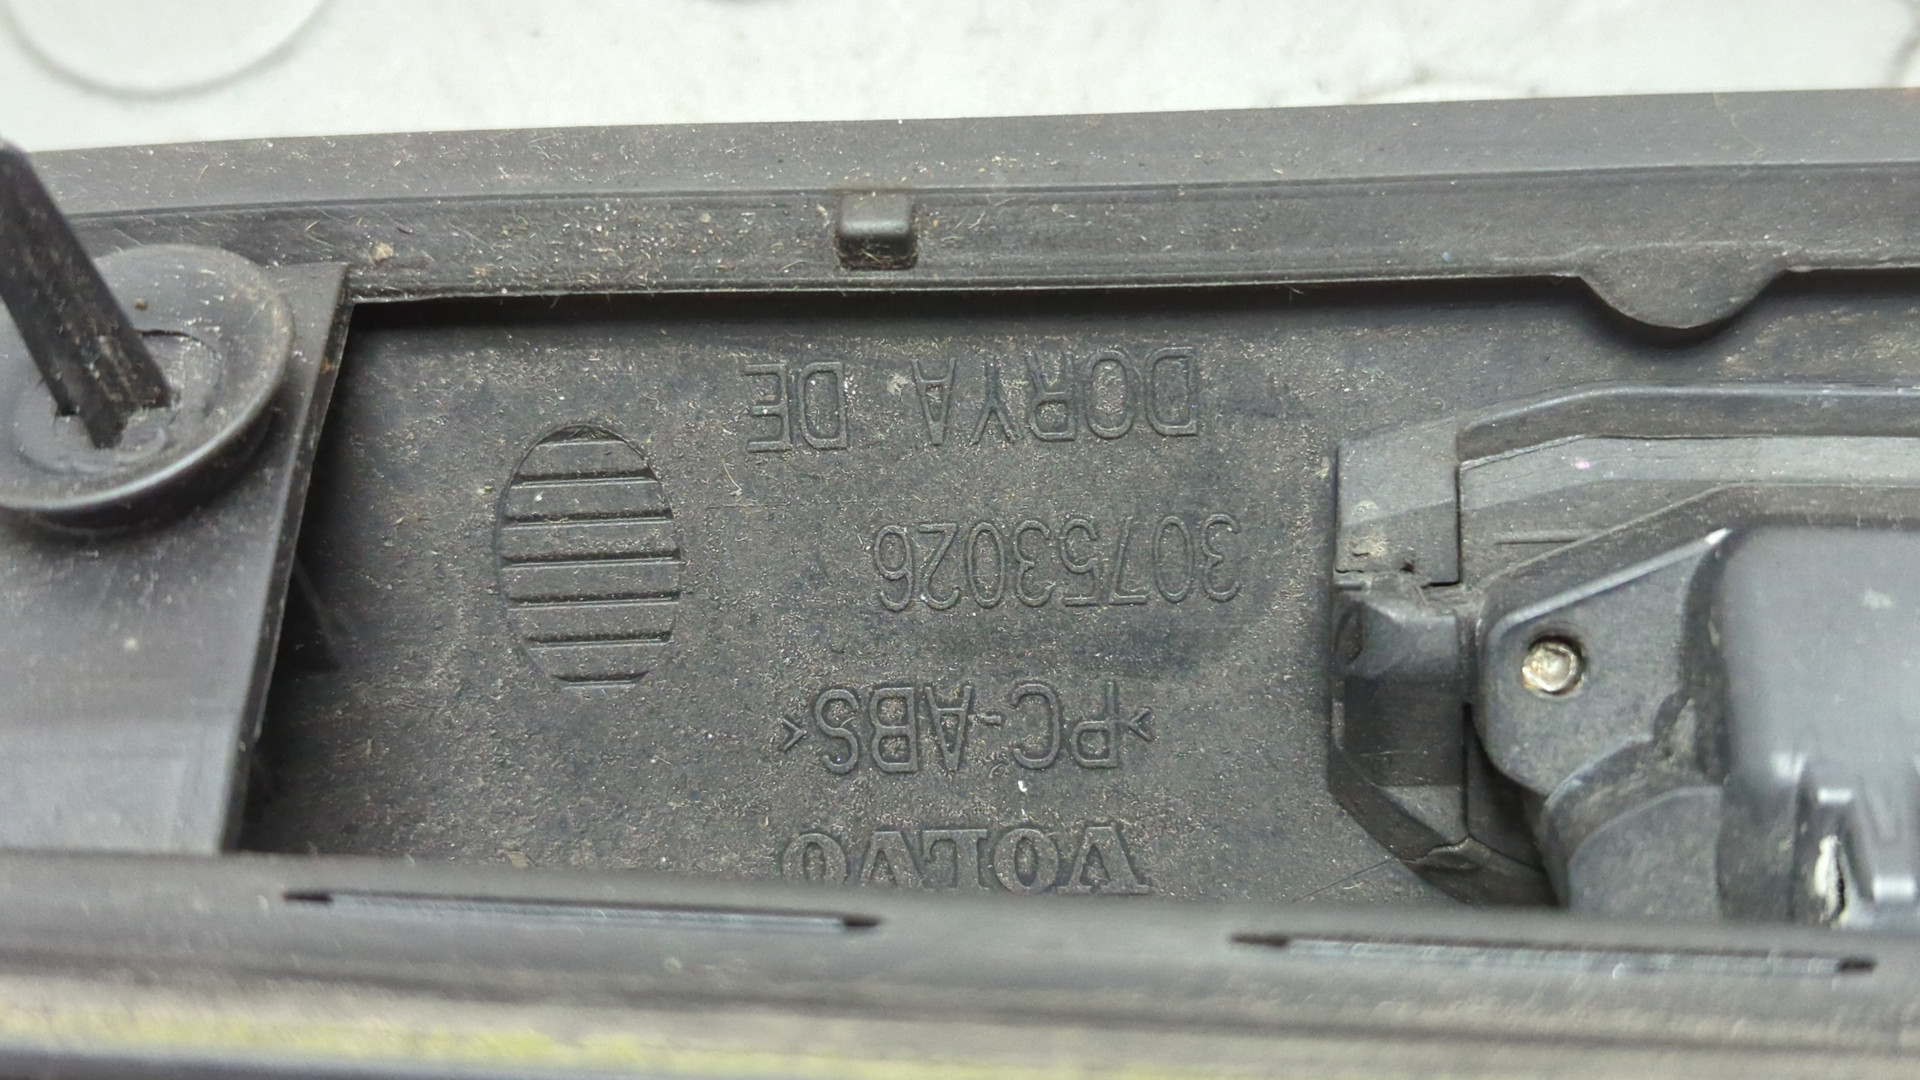 VOLVO
>PC-ABS<
30753026
DORYA DE